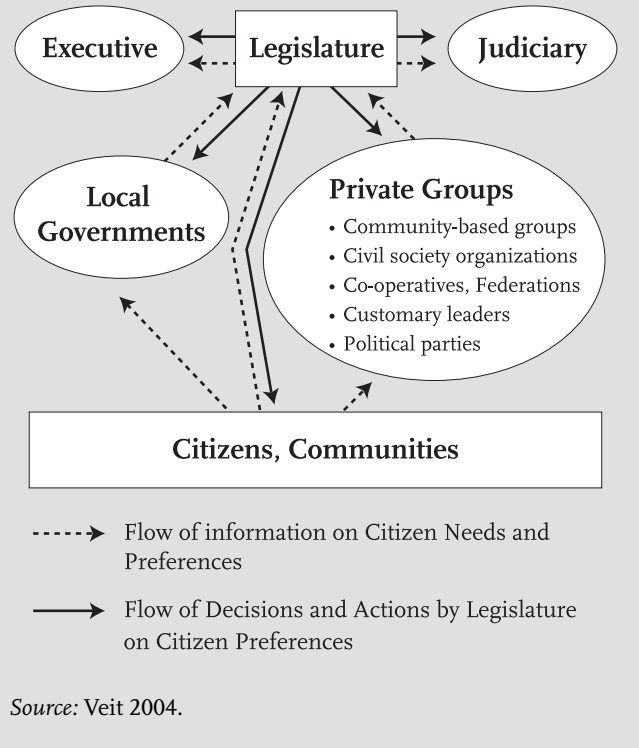 Executive
Legislature
Judiciary
Local
Governments
Private Groups
• Community-based groups
• Civil society organizations
• Co-operatives, Federations
• Customary leaders
• Political parties
Citizens, Communities
Flow of information on Citizen Needs and
Preferences
Flow of Decisions and Actions by Legislature
on Citizen Preferences
Source: Veit 2004.